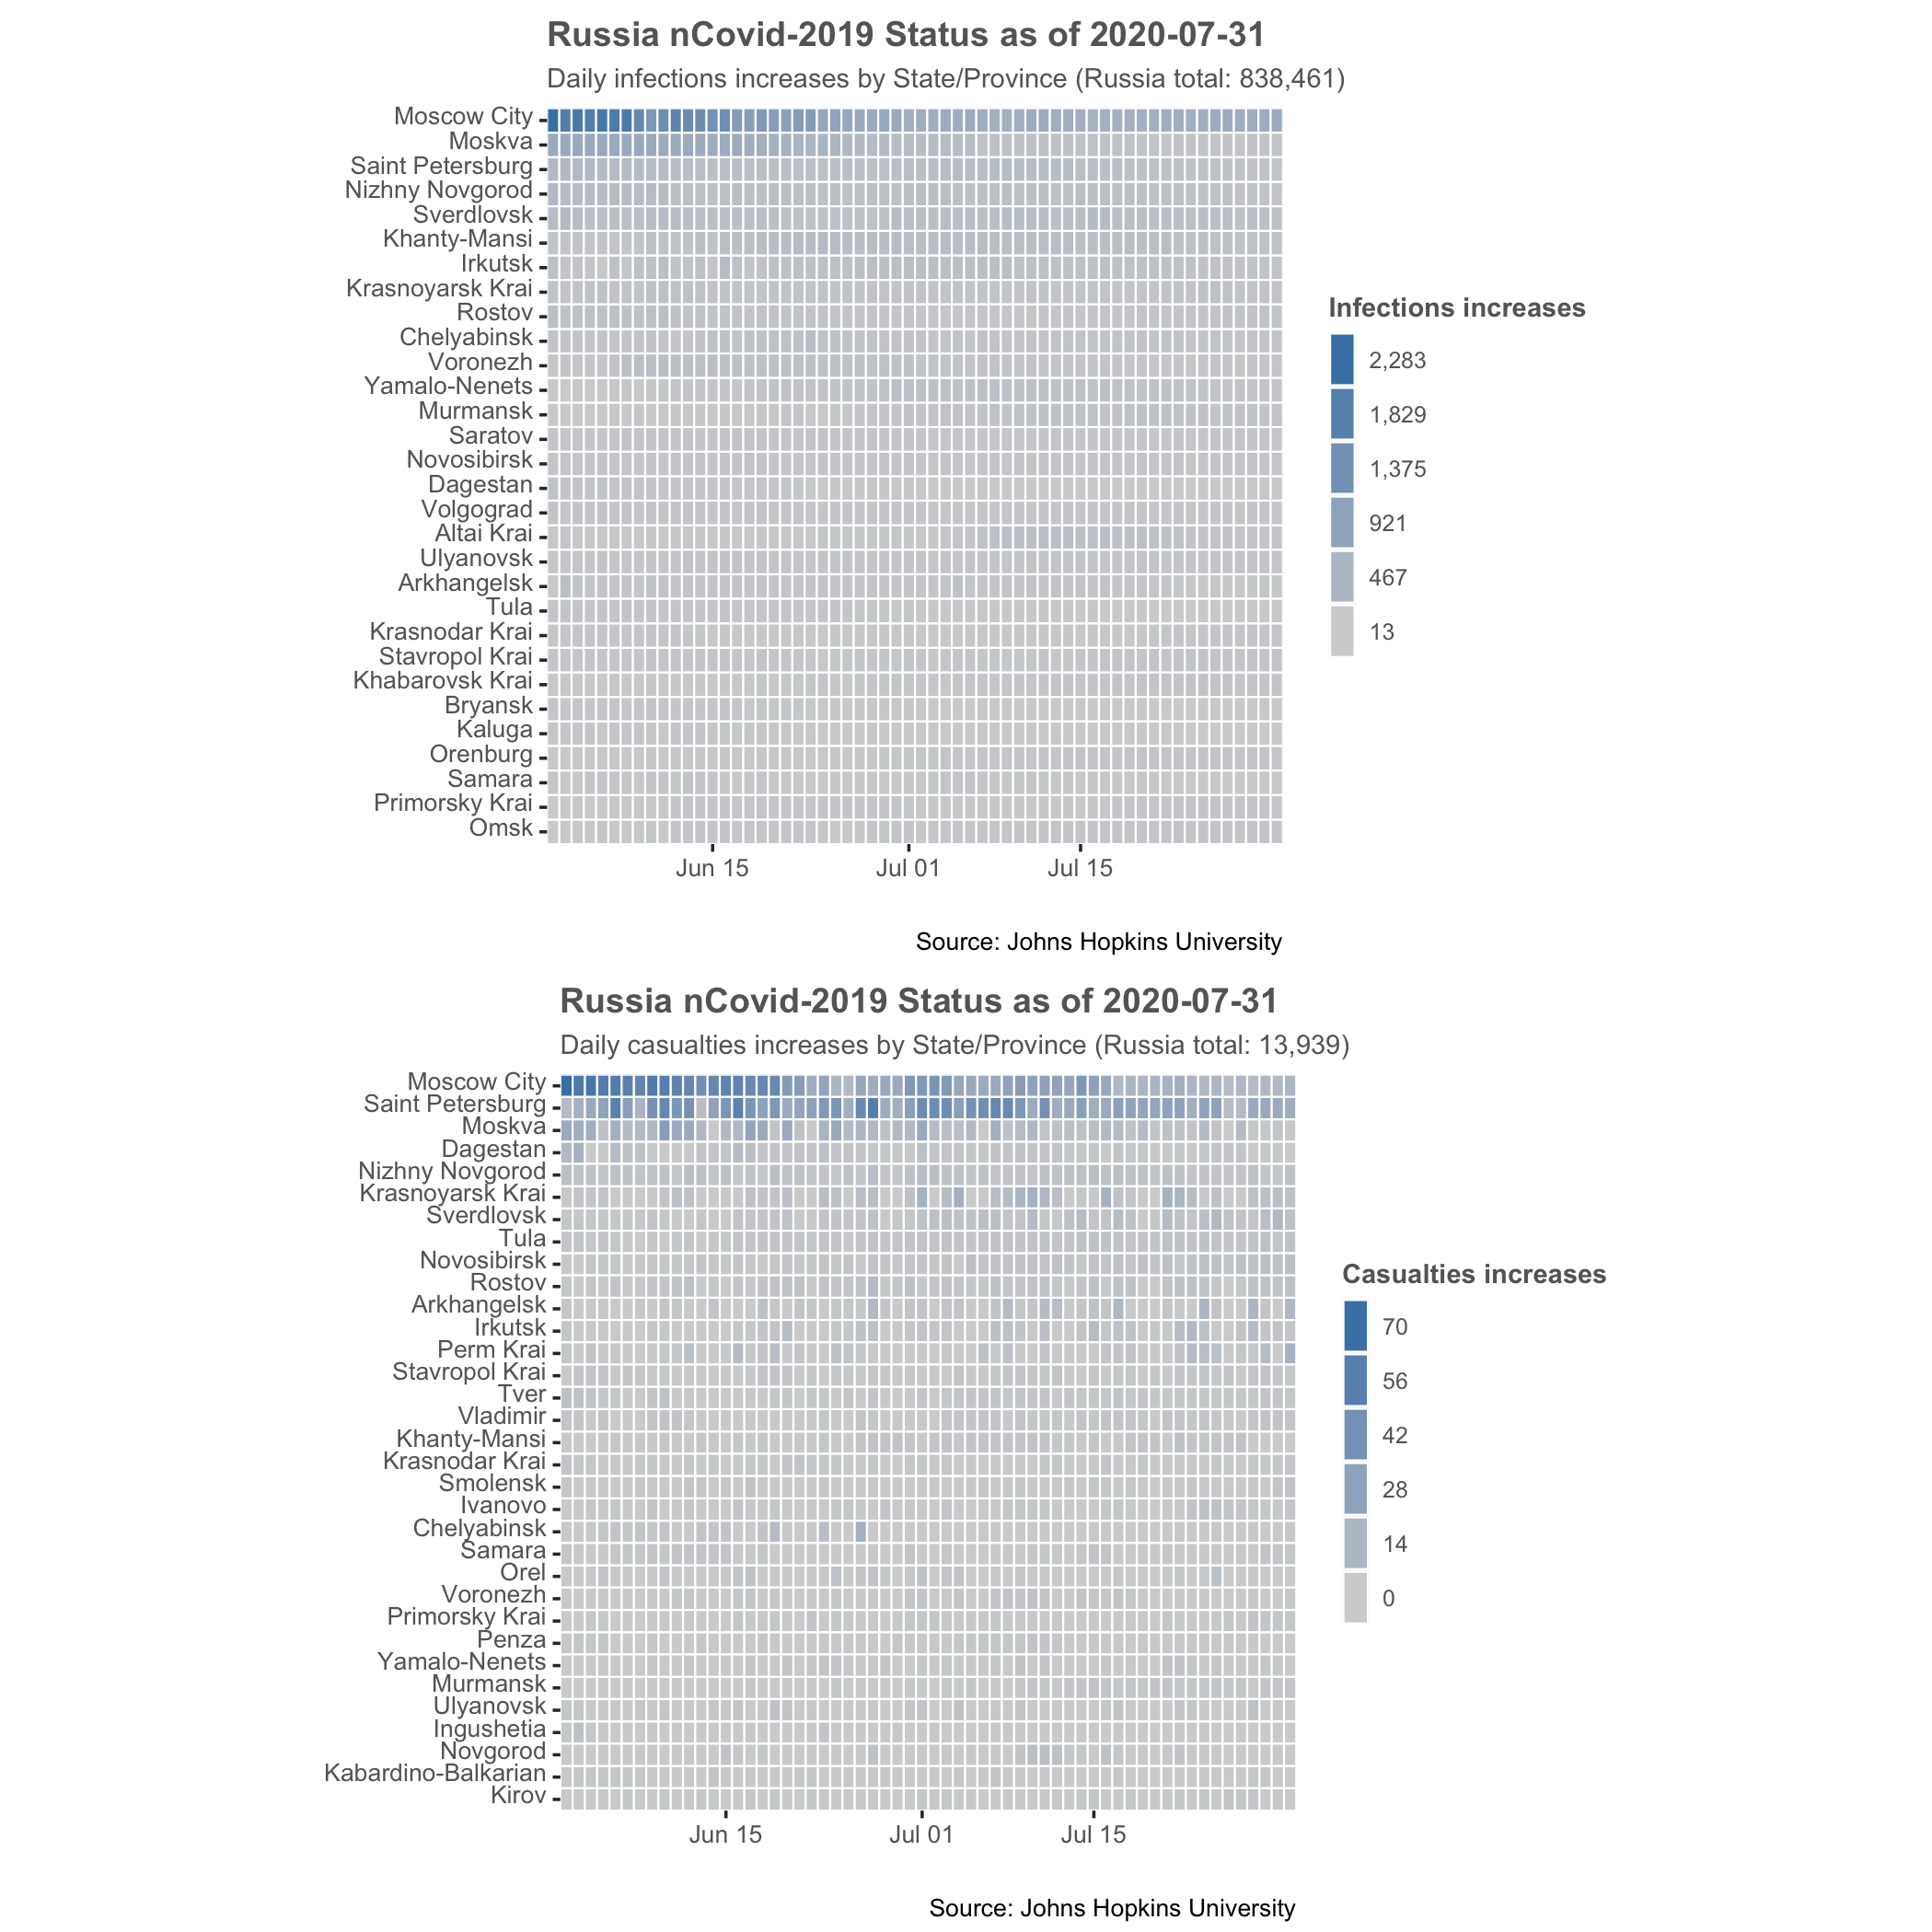 Russia nCovid-2019 Status as of 2020-07-31
Daily infections increases by State/Province (Russia total: 838,461)
Moscow City
Moskva
Saint Petersburg
Nizhny Novgorod
Sverdlovsk
Khanty-Mansi
Irkutsk
Krasnoyarsk Krai
Rostov
Chelyabinsk
Voronezh
Yamalo-Nenets
Murmansk
Saratov
Novosibirsk
Dagestan
Volgograd
Altai Krai
Ulyanovsk
Arkhangelsk
Tula
Krasnodar Krai
Stavropol Krai
Khabarovsk Krai
Bryansk
Kaluga
Orenburg
Samara
Primorsky Krai
Omsk
Jun 15 Jul 01 Jul 15
Infections increases
2,283
1,829
1,375
921
467
13
Source: Johns Hopkins University
Russia nCovid-2019 Status as of 2020-07-31
Daily casualties increases by State/Province (Russia total: 13,939)
Moscow City
Saint Petersburg
Moskva
Dagestan
Nizhny Novgorod
Krasnoyarsk Krai
Sverdlovsk
Tula
Novosibirsk
Rostov
Arkhangelsk
Irkutsk
Perm Krai
Stavropol Krai
Tver
Vladimir
Khanty-Mansi
Krasnodar Krai
Smolensk
Ivanovo
Chelyabinsk
Samara
Orel
Voronezh
Primorsky Krai
Penza
Yamalo-Nenets
Murmansk
Ulyanovsk
Ingushetia
Novgorod
Kabardino-Balkarian
Kirov
Jun 15 Jul 01 Jul 15
Casualties increases
70
56
42
28
14
0
Source: Johns Hopkins University